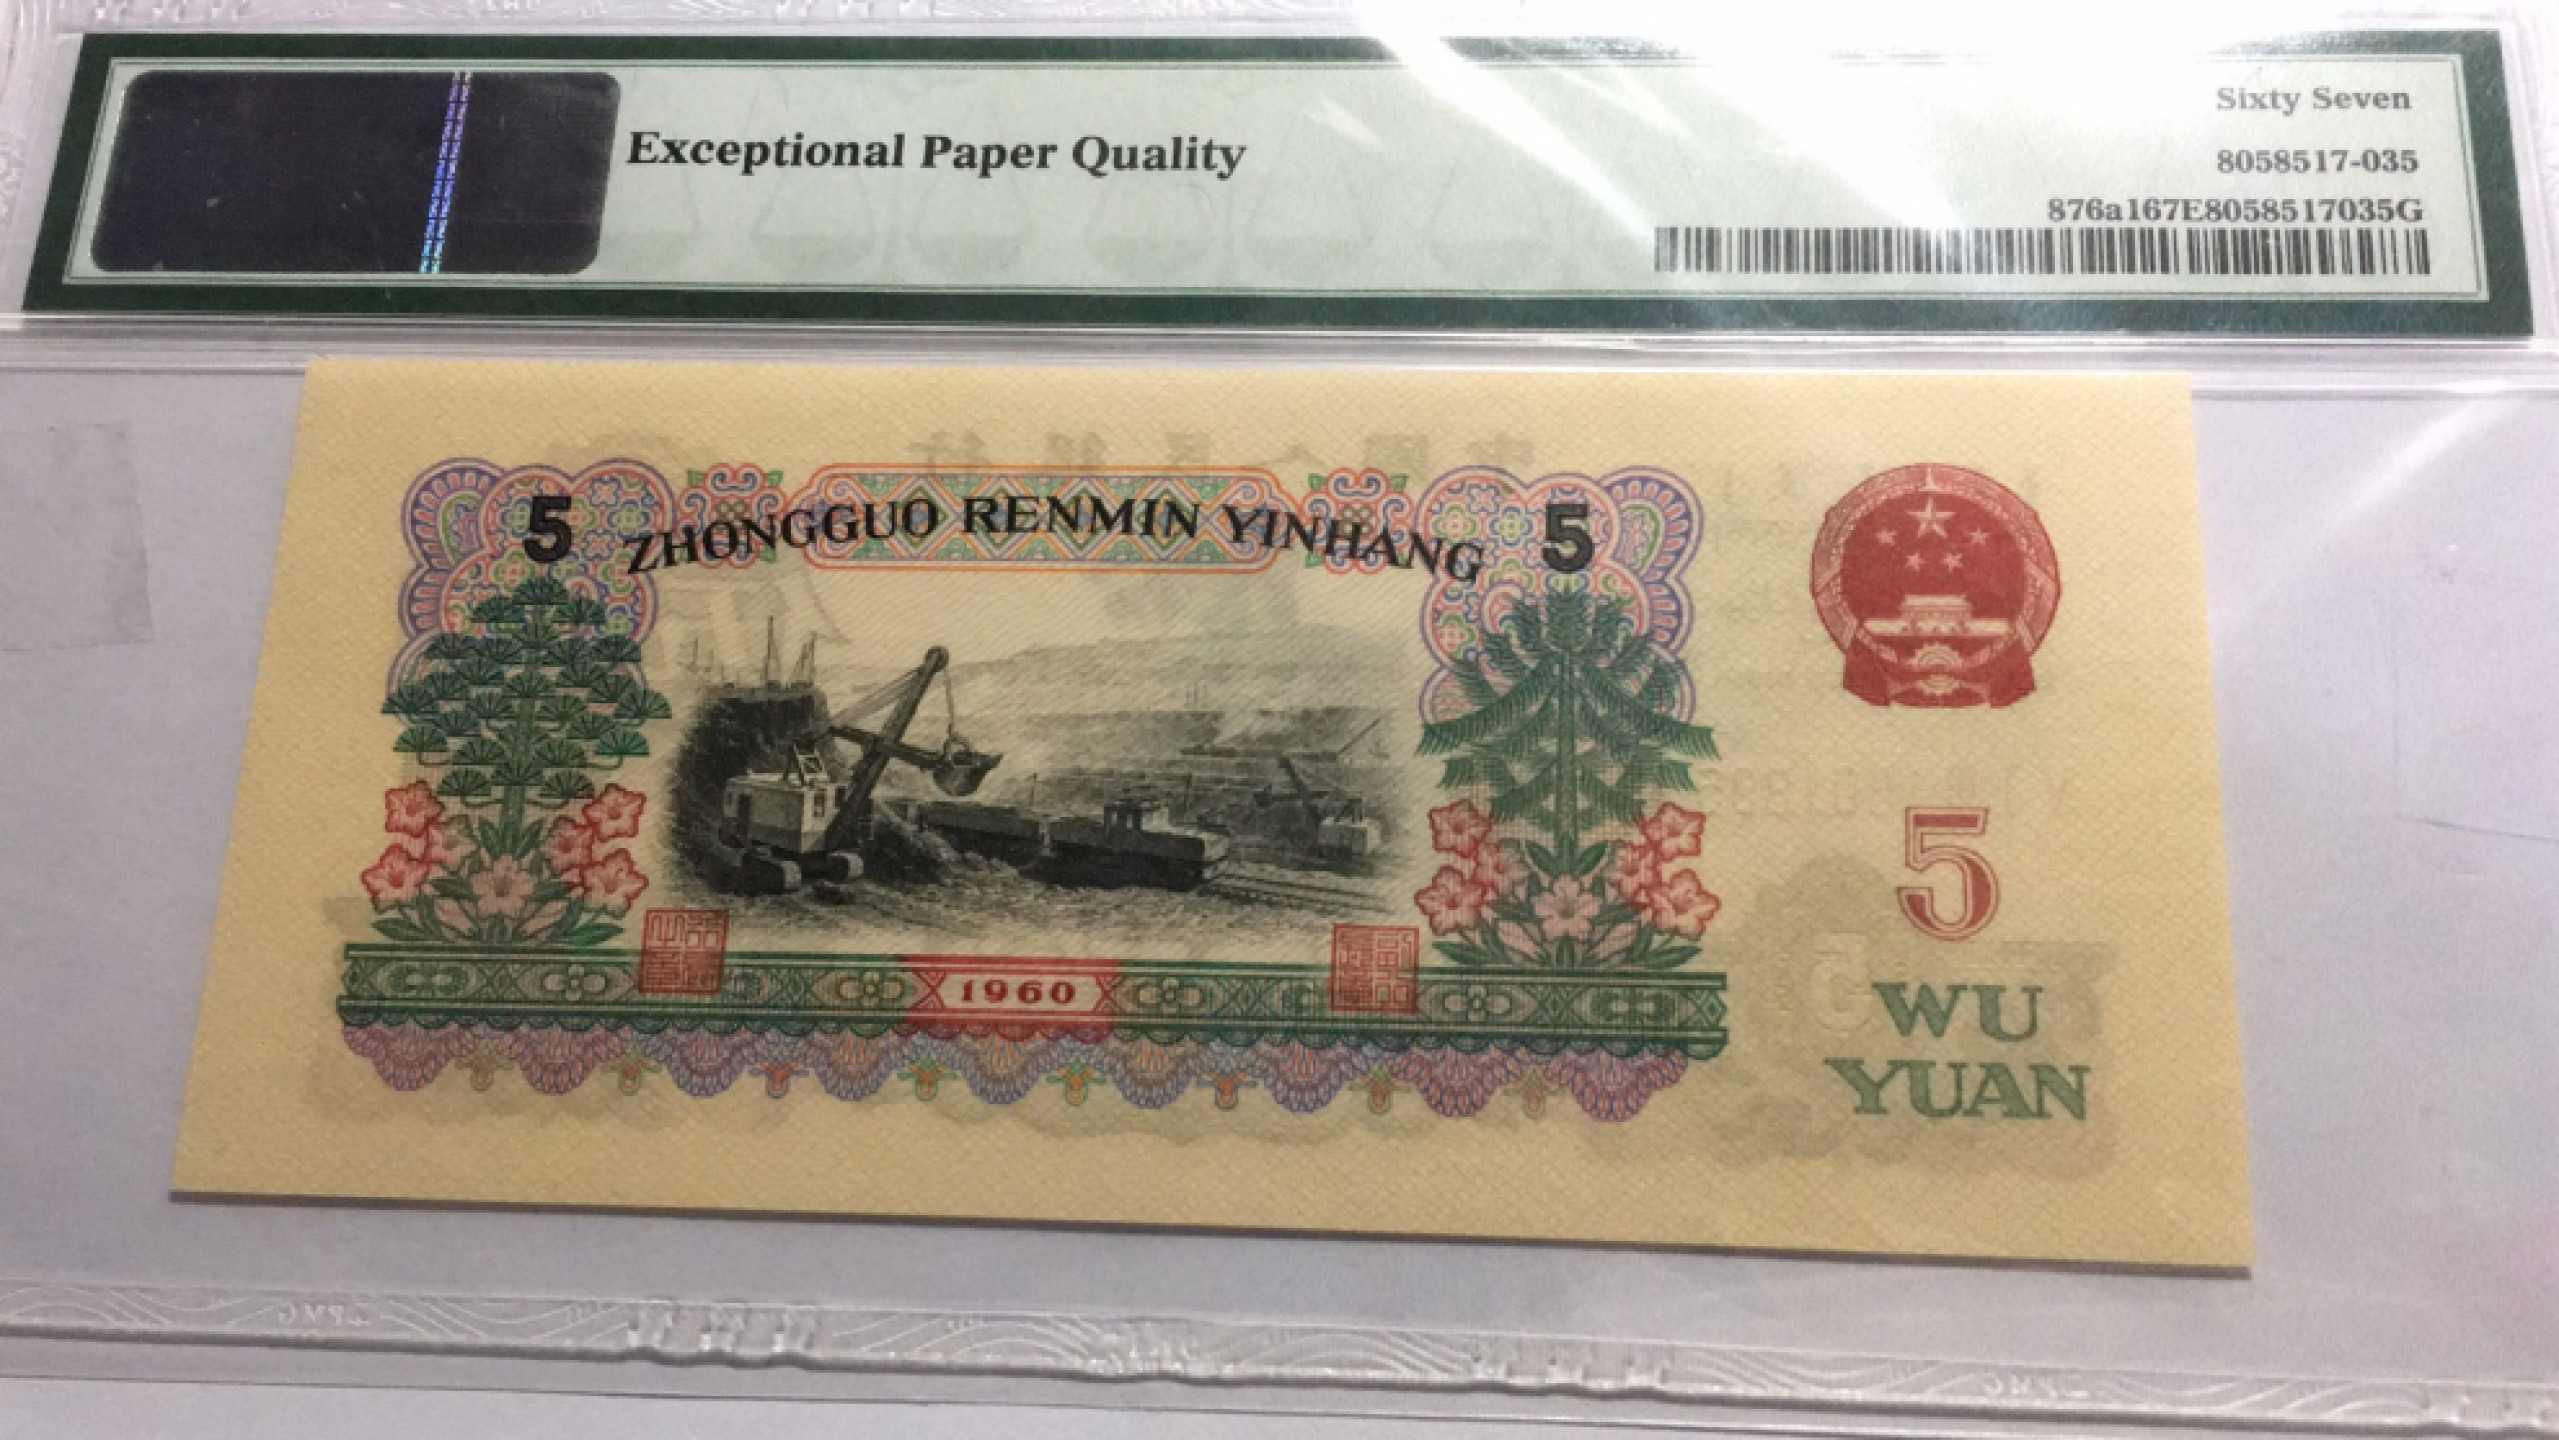 Exceptional Paper Quality
Sixty Seven
8058517-035
876a167E8058517035G
5 ZHONGGUO RENMIN YINHANG 5
1960
5
WU
YUAN